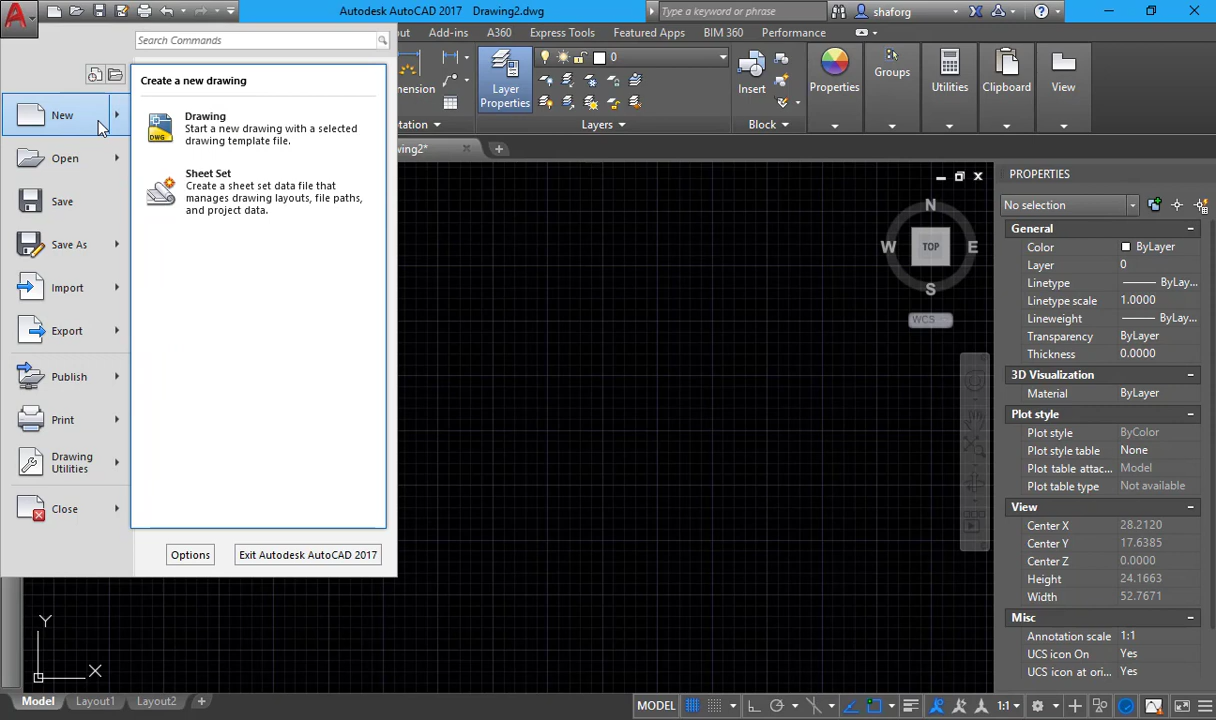 Autodesk AutoCAD 2017 Drawing2.dwg
Type a keyword or phrase
shaforg
Search Commands
Add-ins
A360
Express Tools
Featured Apps
BIM 360
Performance
Create a new drawing
Drawing
Start a new drawing with a selected
drawing template file.
Sheet Set
Create a sheet set data file that
manages drawing layouts, file paths,
and project data.
New
Open
Save
Save As
Import
Export
Publish
Print
Drawing
Utilities
Close
Options
Exit Autodesk AutoCAD 2017
Layer
Properties
0
Layers
Insert
Block
Properties
Groups
Utilities
Clipboard
View
N
W
TOP
E
S
WCS
PROPERTIES
No selection
General
Color ByLayer
Layer 0
Linetype ByLay...
Linetype scale 1.0000
Lineweight ByLay...
Transparency ByLayer
Thickness 0.0000
3D Visualization
Material ByLayer
Plot style
Plot style ByColor
Plot style table None
Plot table attac... Model
Plot table type Not available
View
Center X 28.2120
Center Y 17.6385
Center Z 0.0000
Height 24.1663
Width 52.7671
Misc
Annotation scale 1:1
UCS icon On Yes
UCS icon at ori... Yes
Y
X
Model
Layout1
Layout2
MODEL
1:1